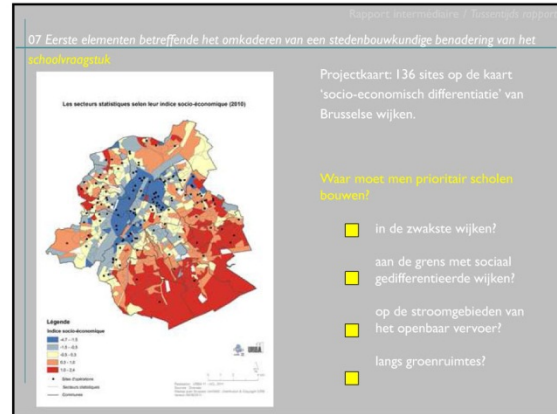 Rapport Intermédiaire / Tussentijds rapport
07 Eerste elementen betreffende het omkaderen van een stedenbouwkundige benadering van het
schoolvraagstuk
Les secteurs statistiques selon leur indice socio-économique (2010)
Légende
Indice socio-économique
Sites d'opérations
Secteurs statistiques
Communes
Projectkaart: 136 sites op de kaart
'socio-economisch differentiatie' van
Brusselse wijken.
Waar moet men prioritair scholen
bouwen?
in de zwakste wijken?
aan de grens met sociaal
gedifferentieerde wijken?
op de stroomgebieden van
het openbaar vervoer?
langs groenruimtes?